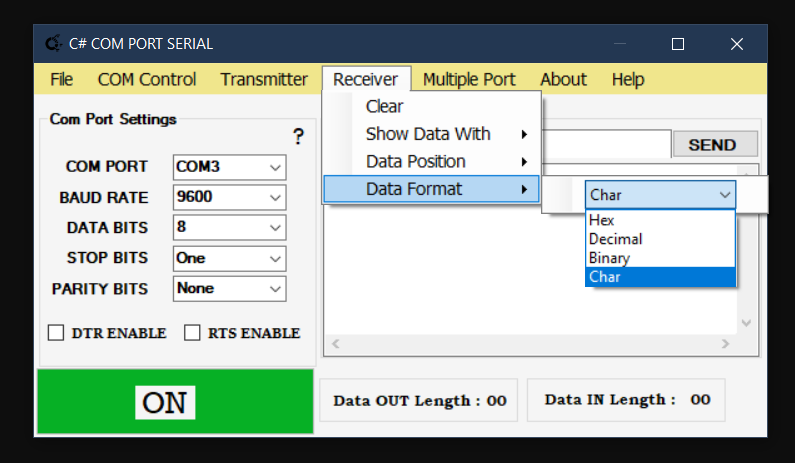 C# COM PORT SERIAL
File COM Control Transmitter Receiver Multiple Port About Help
Com Port Settings
?
COM PORT COM3
BAUD RATE 9600
DATA BITS 8
STOP BITS One
PARITY BITS None
DTR ENABLE RTS ENABLE
ON
Clear
Show Data With
Data Position
Data Format
SEND
Char
Hex
Decimal
Binary
Char
Data OUT Length : 00
Data IN Length : 00